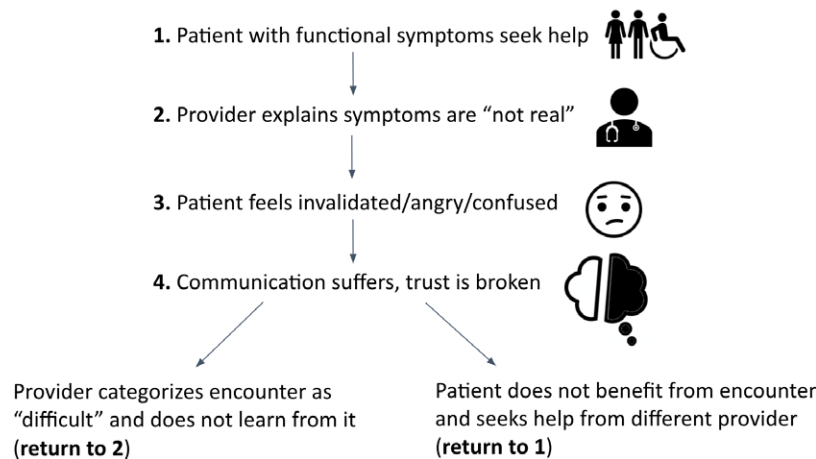 1. Patient with functional symptoms seek help
2. Provider explains symptoms are “not real”
3. Patient feels invalidated/angry/confused
4. Communication suffers, trust is broken
Provider categorizes encounter as
“difficult” and does not learn from it
(return to 2)
Patient does not benefit from encounter
and seeks help from different provider
(return to 1)